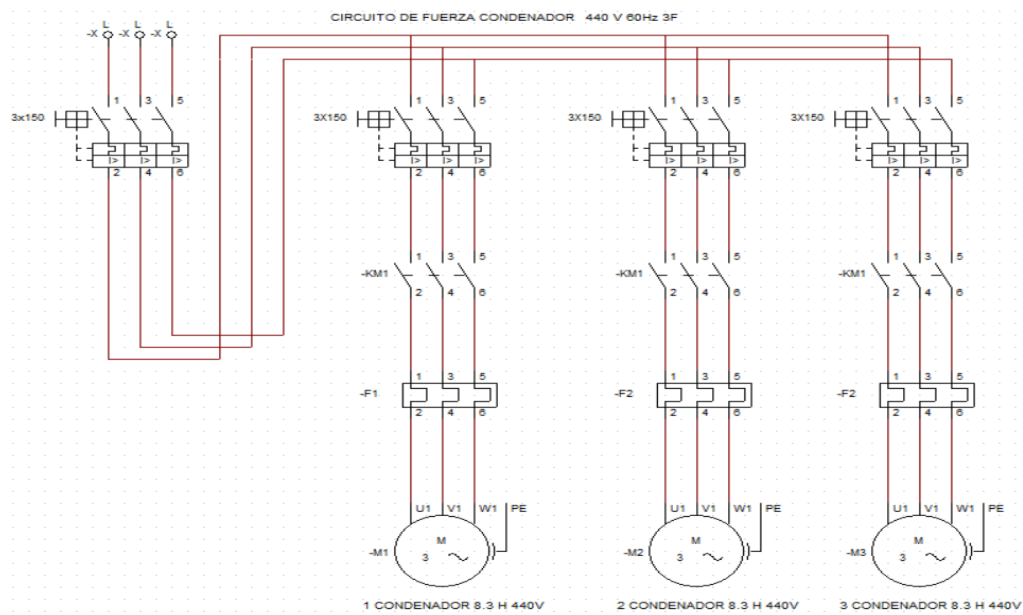 CIRCUITO DE FUERZA CONDENADOR 440 V 60Hz 3F
L L L
-X -X -X
1 3 5 1 3 5 1 3 5 1 3 5
3x150 3X150 3X150 3X150
I> I> I> I> I> I> I> I> I> I> I> I>
2 4 6 2 4 6 2 4 6 2 4 6
1 3 5 1 3 5 1 3 5
-KM1 -KM1 -KM1
2 4 6 2 4 6 2 4 6
1 3 5 1 3 5 1 3 5
-F1 -F2 -F2
2 4 6 2 4 6 2 4 6
U1 V1 W1 PE U1 V1 W1 PE U1 V1 W1 PE
M M M
-M1 3 -M2 3 -M3 3
1 CONDENADOR 8.3 H 440V 2 CONDENADOR 8.3 H 440V 3 CONDENADOR 8.3 H 440V